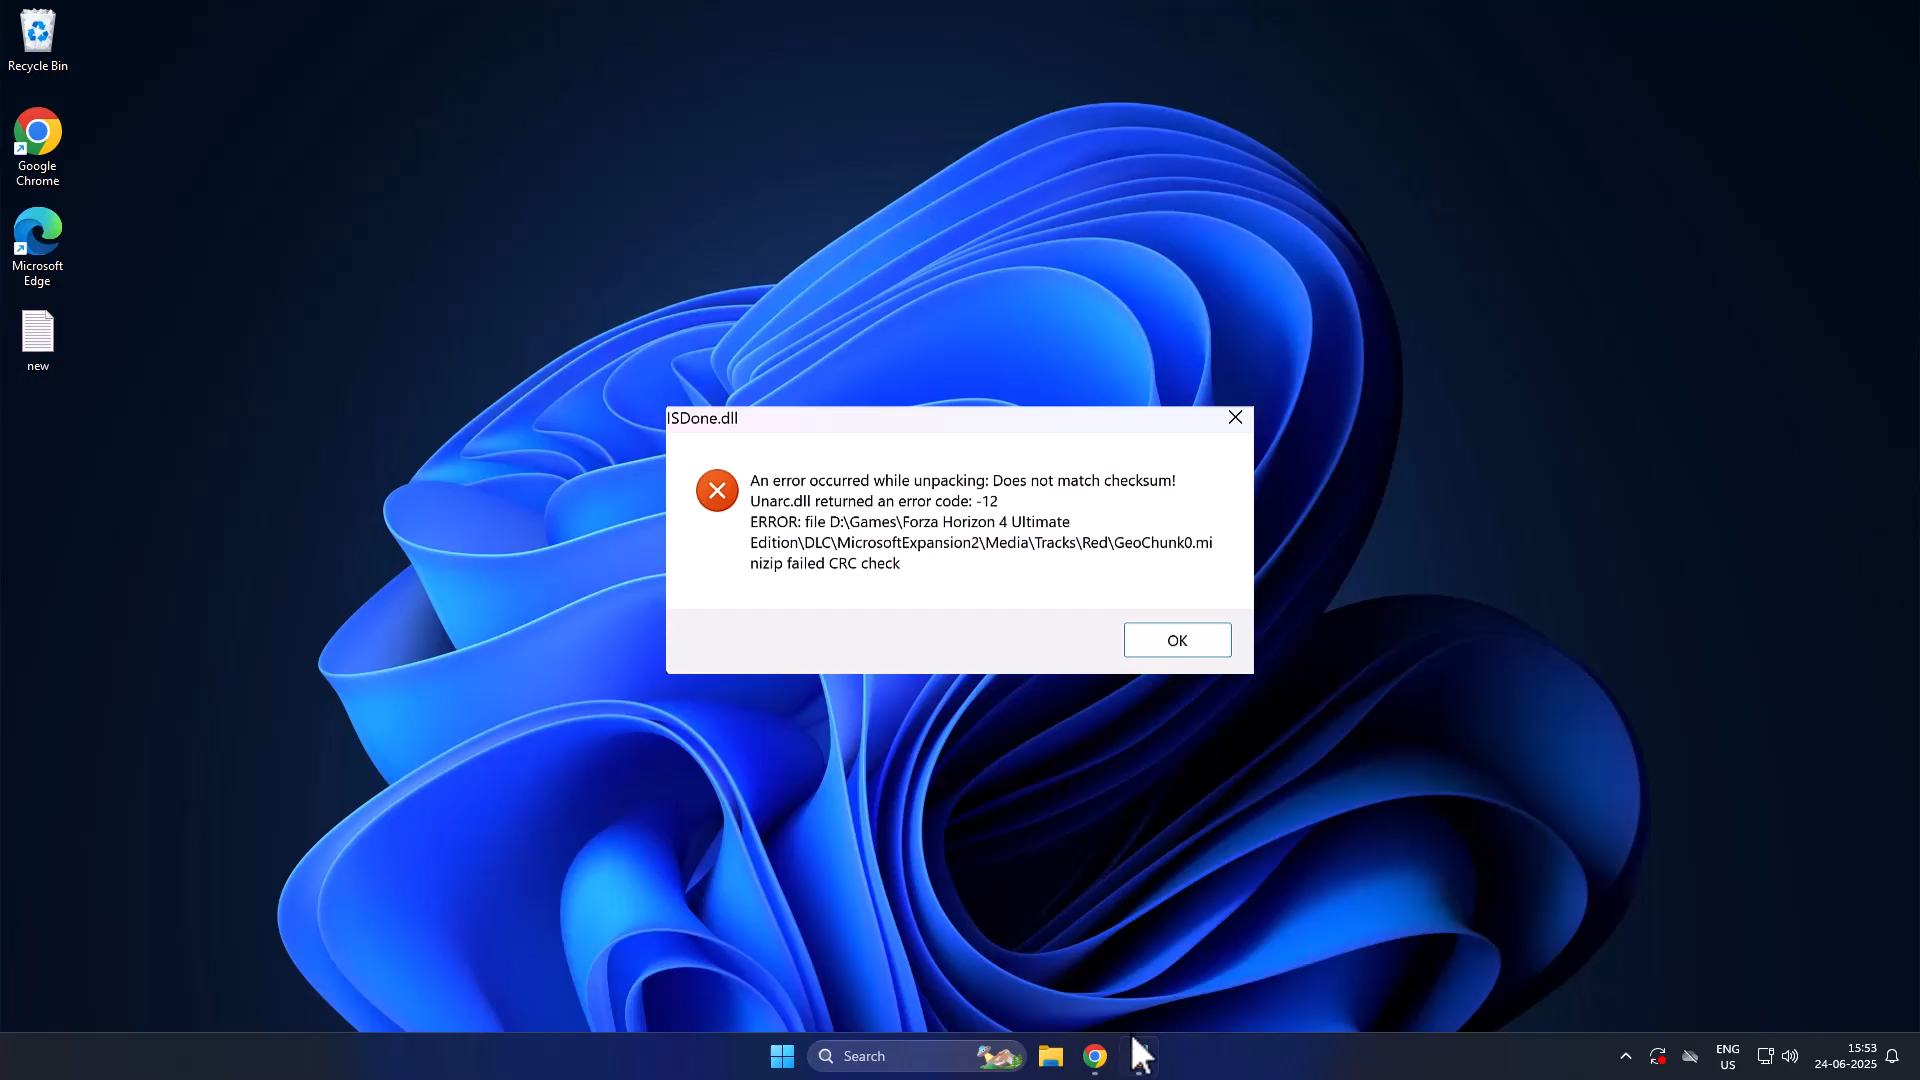 Recycle Bin
Google
Chrome
Microsoft
Edge
new
ISDone.dll
An error occurred while unpacking: Does not match checksum!
Unarc.dll returned an error code: -12
ERROR: file D:\Games\Forza Horizon 4 Ultimate
Edition\DLC\MicrosoftExpansion2\Media\Tracks\Red\GeoChunk0.mi
nizip failed CRC check
OK
Search
ENG
US
15:53
24-06-2025